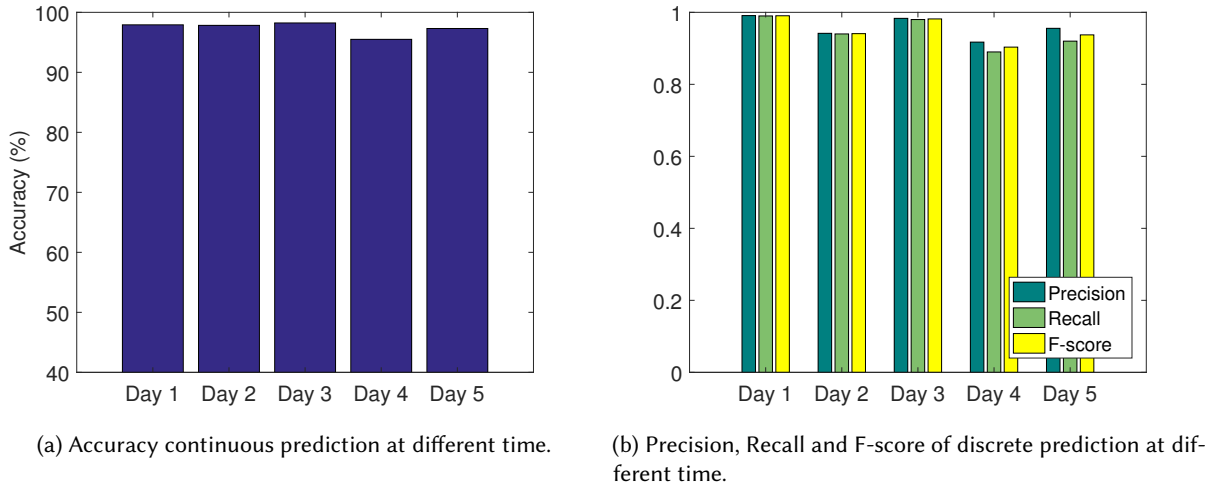 100
90
80
70
60
50
40
Accuracy (%)
Day 1 Day 2 Day 3 Day 4 Day 5
(a) Accuracy continuous prediction at different time.
1
0.8
0.6
0.4
0.2
0
Precision
Recall
F-score
Day 1 Day 2 Day 3 Day 4 Day 5
(b) Precision, Recall and F-score of discrete prediction at dif-
ferent time.